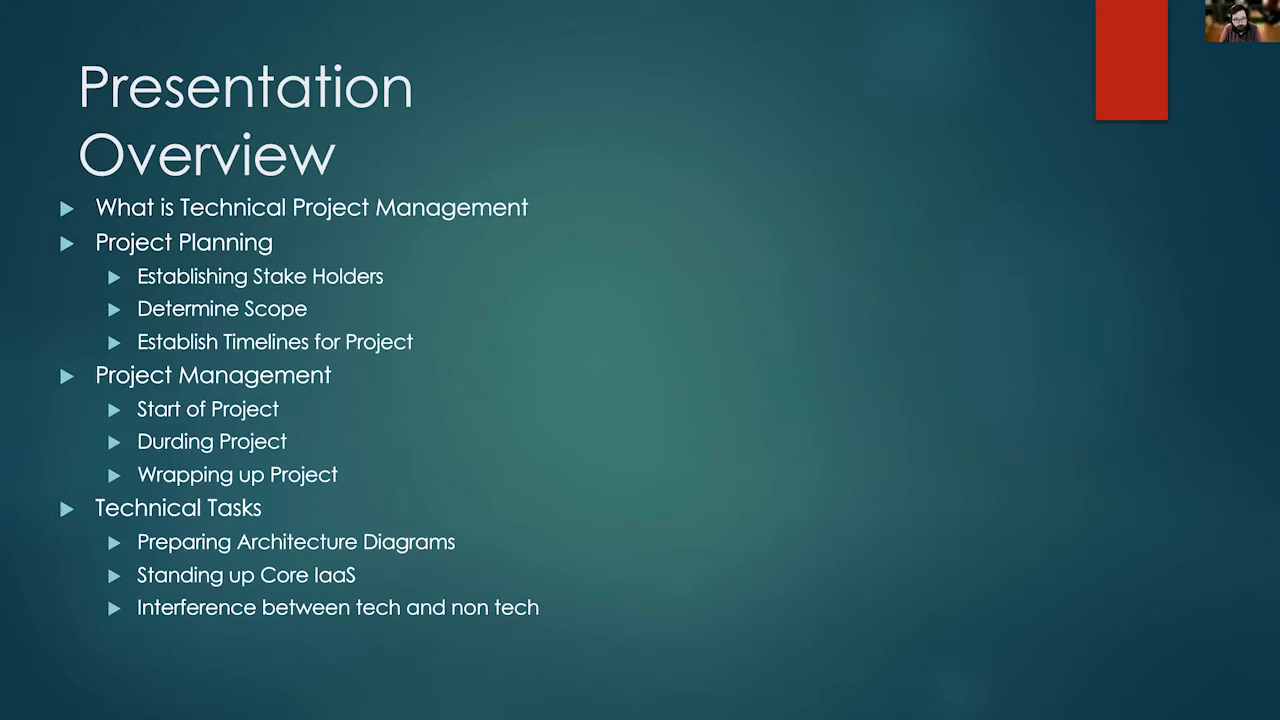 Presentation
Overview
What is Technical Project Management
Project Planning
Establishing Stake Holders
Determine Scope
Establish Timelines for Project
Project Management
Start of Project
Durding Project
Wrapping up Project
Technical Tasks
Preparing Architecture Diagrams
Standing up Core IaaS
Interference between tech and non tech